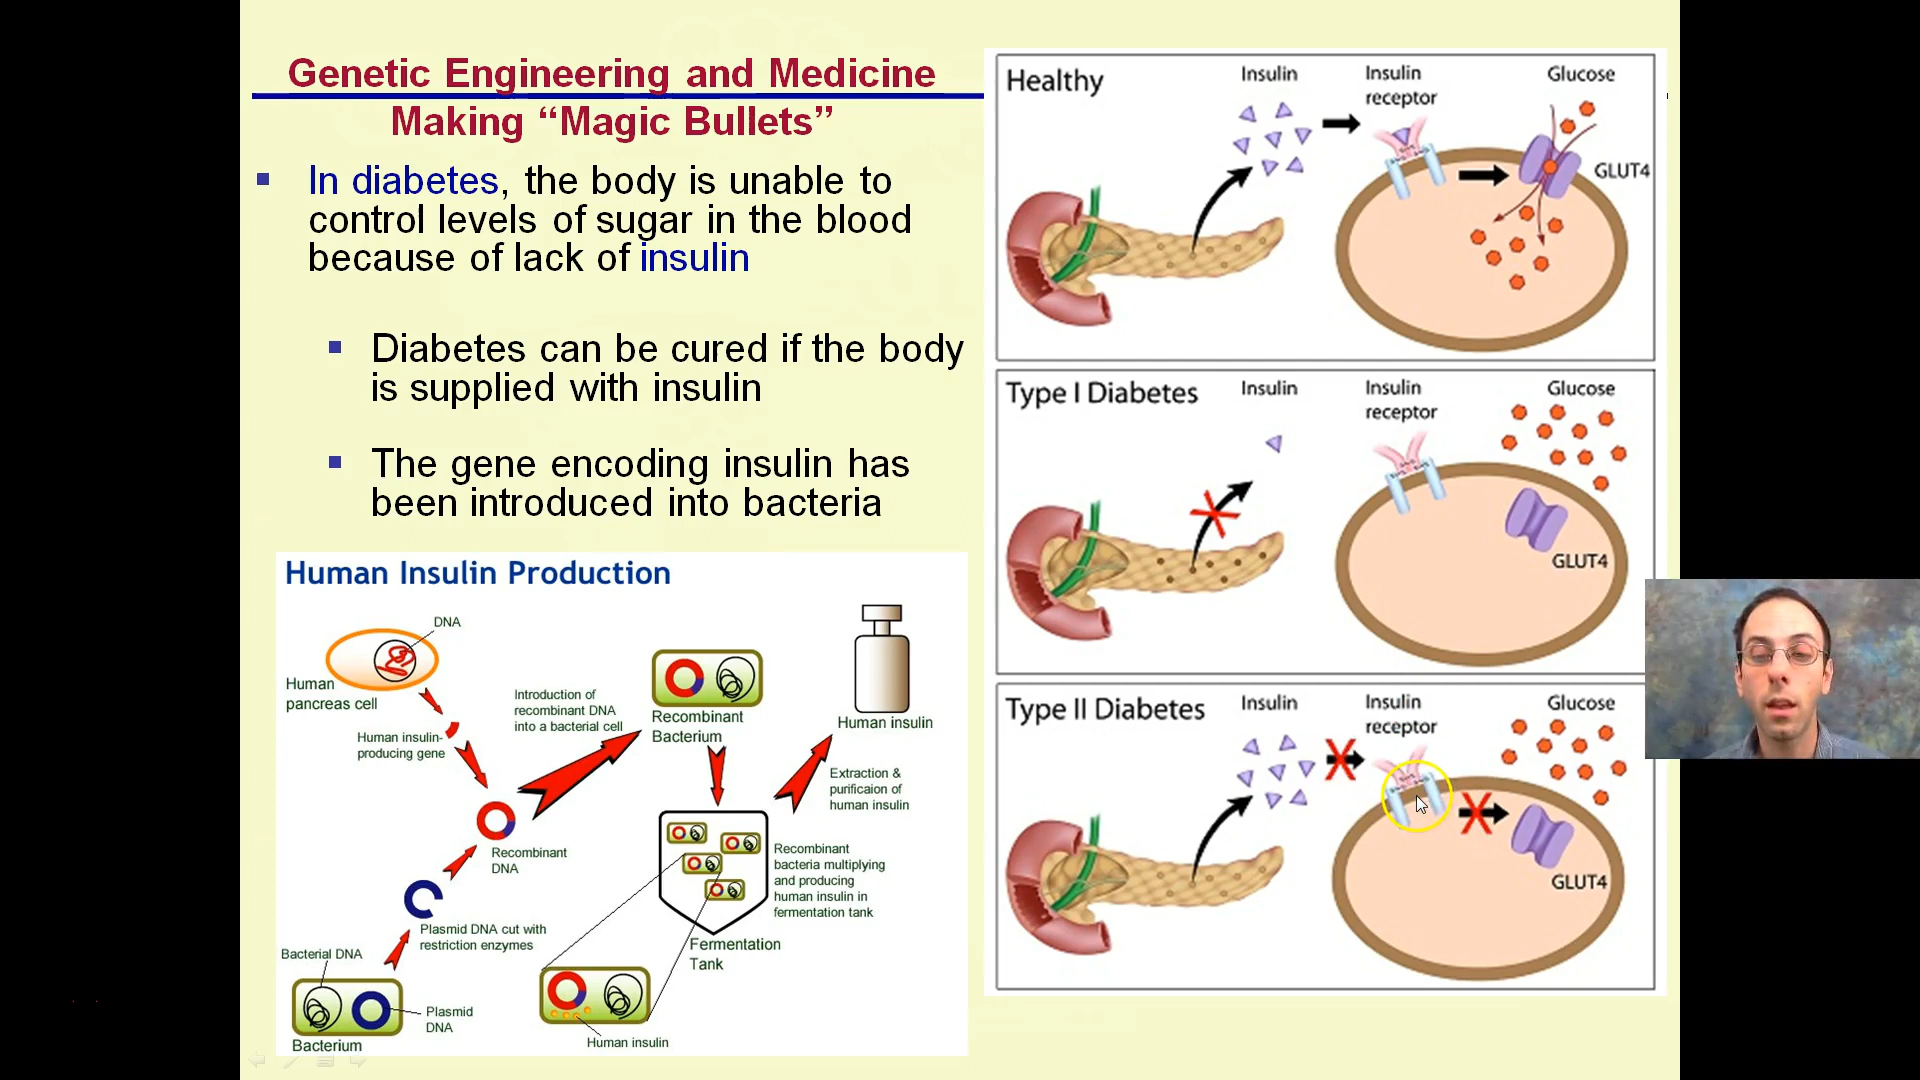 Genetic Engineering and Medicine
Making “Magic Bullets”
In diabetes, the body is unable to
control levels of sugar in the blood
because of lack of insulin
Diabetes can be cured if the body
is supplied with insulin
The gene encoding insulin has
been introduced into bacteria
Human Insulin Production
DNA
Human
pancreas cell
Human insulin-
producing gene
Introduction of
recombinant DNA
into a bacterial cell
Recombinant
Bacterium
Human insulin
Extraction &
purificaion of
human insulin
Recombinant
DNA
Recombinant
bacteria multiplying
and producing
human insulin in
fermentation tank
Plasmid DNA cut with
restriction enzymes
Fermentation
Tank
Bacterial DNA
Plasmid
DNA
Bacterium
Human insulin
Healthy
Insulin
Insulin
receptor
Glucose
GLUT4
Type I Diabetes
Insulin
Insulin
receptor
Glucose
GLUT4
Type II Diabetes
Insulin
Insulin
receptor
Glucose
GLUT4